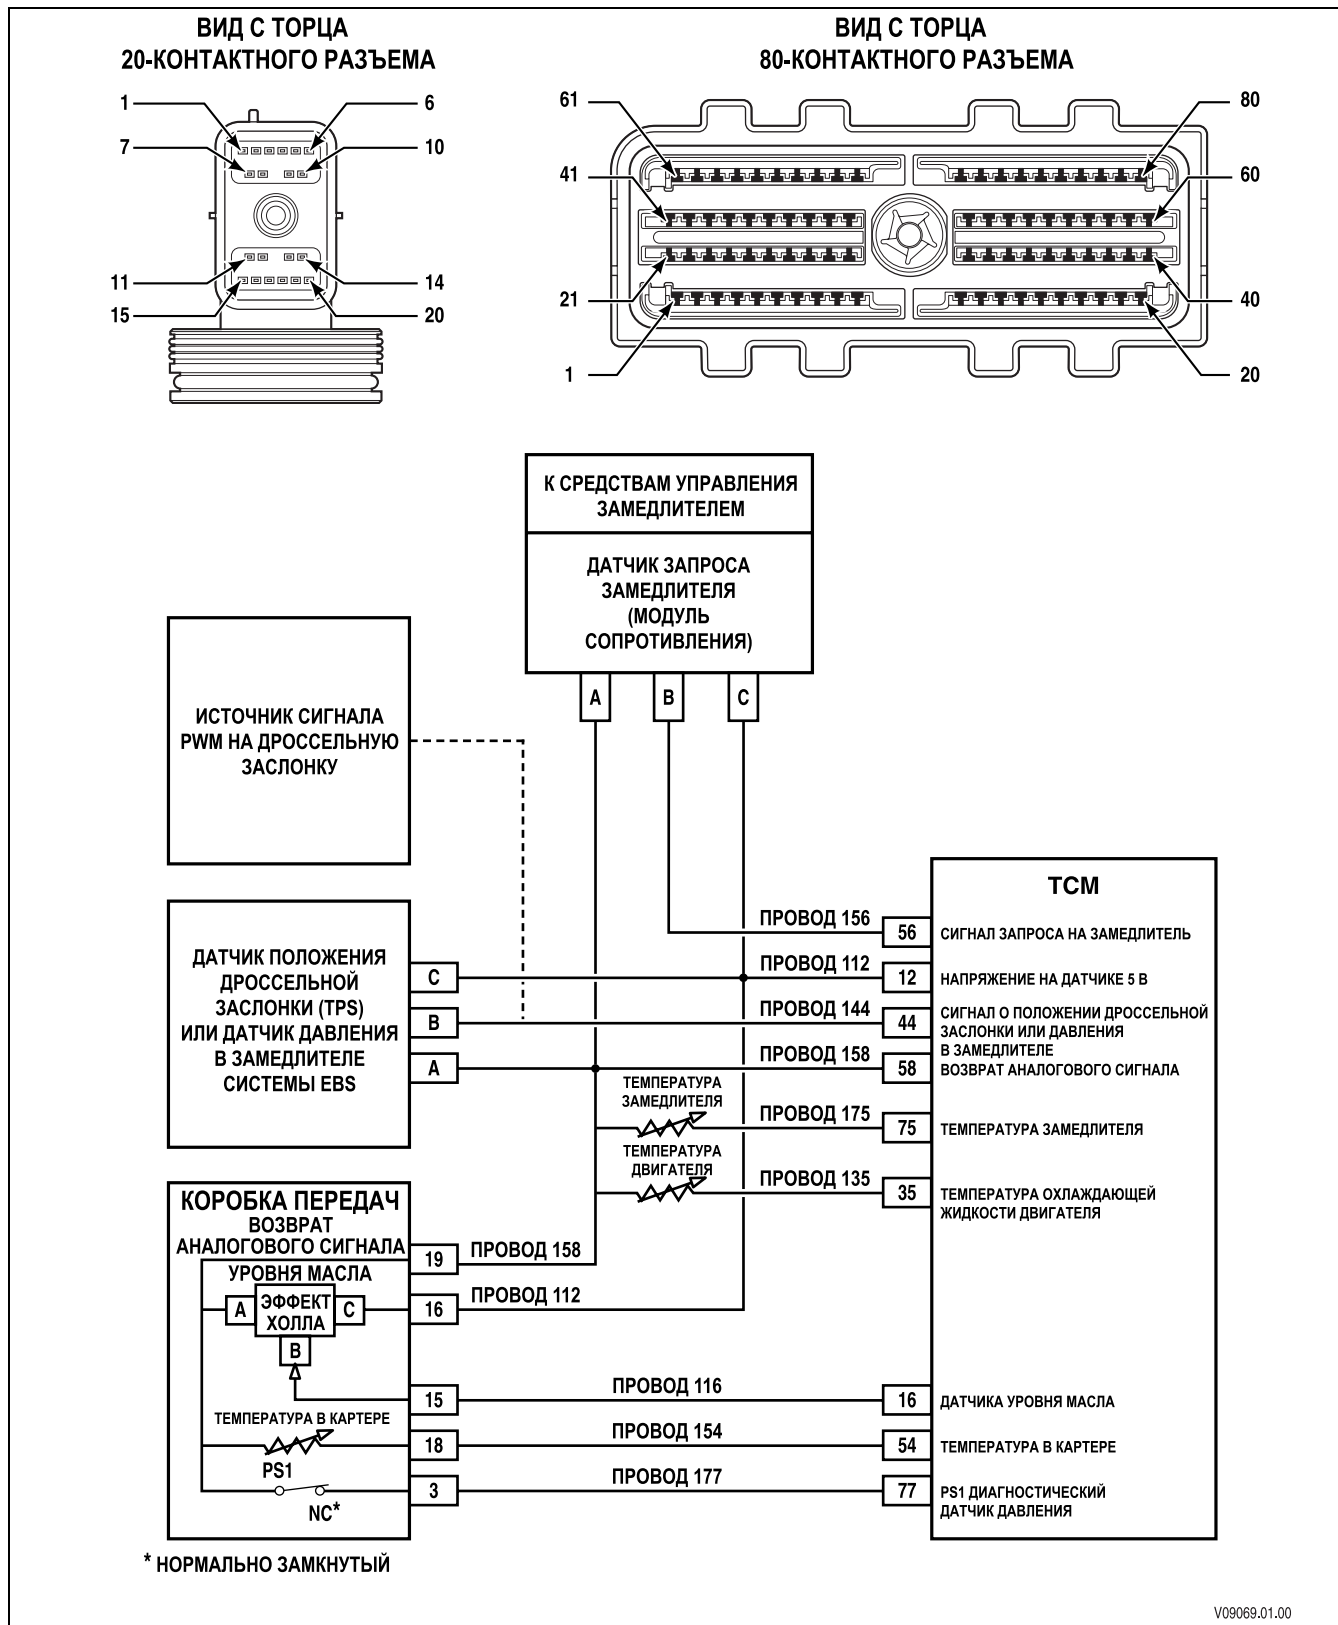 ВИД С ТОРЦА
20-КОНТАКТНОГО РАЗЪЕМА
ВИД С ТОРЦА
80-КОНТАКТНОГО РАЗЪЕМА
1
6
7
10
11
14
15
20
61
80
41
60
21
40
1
20
К СРЕДСТВАМ УПРАВЛЕНИЯ
ЗАМЕДЛИТЕЛЕМ
ДАТЧИК ЗАПРОСА
ЗАМЕДЛИТЕЛЯ
(МОДУЛЬ
СОПРОТИВЛЕНИЯ)
A
B
C
ИСТОЧНИК СИГНАЛА
PWM НА ДРОССЕЛЬНУЮ
ЗАСЛОНКУ
ДАТЧИК ПОЛОЖЕНИЯ
ДРОССЕЛЬНОЙ
ЗАСЛОНКИ (TPS)
ИЛИ ДАТЧИК ДАВЛЕНИЯ
В ЗАМЕДЛИТЕЛЕ
СИСТЕМЫ EBS
C
B
A
TCM
ПРОВОД 156
56
СИГНАЛ ЗАПРОСА НА ЗАМЕДЛИТЕЛЬ
ПРОВОД 112
12
НАПРЯЖЕНИЕ НА ДАТЧИКЕ 5 В
ПРОВОД 144
44
СИГНАЛ О ПОЛОЖЕНИИ ДРОССЕЛЬНОЙ
ЗАСЛОНКИ ИЛИ ДАВЛЕНИЯ
В ЗАМЕДЛИТЕЛЕ
ПРОВОД 158
58
ВОЗВРАТ АНАЛОГОВОГО СИГНАЛА
ТЕМПЕРАТУРА
ЗАМЕДЛИТЕЛЯ
ПРОВОД 175
75
ТЕМПЕРАТУРА ЗАМЕДЛИТЕЛЯ
ТЕМПЕРАТУРА
ДВИГАТЕЛЯ
ПРОВОД 135
35
ТЕМПЕРАТУРА ОХЛАЖДАЮЩЕЙ
ЖИДКОСТИ ДВИГАТЕЛЯ
КОРОБКА ПЕРЕДАЧ
ВОЗВРАТ
АНАЛОГОВОГО СИГНАЛА
19
ПРОВОД 158
УРОВНЯ МАСЛА
A
ЭФФЕКТ
ХОЛЛА
C
B
16
ПРОВОД 112
15
ПРОВОД 116
16
ДАТЧИКА УРОВНЯ МАСЛА
ТЕМПЕРАТУРА В КАРТЕРЕ
18
ПРОВОД 154
54
ТЕМПЕРАТУРА В КАРТЕРЕ
PS1
NC*
3
ПРОВОД 177
77
PS1 ДИАГНОСТИЧЕСКИЙ
ДАТЧИК ДАВЛЕНИЯ
* НОРМАЛЬНО ЗАМКНУТЫЙ
V09069.01.00